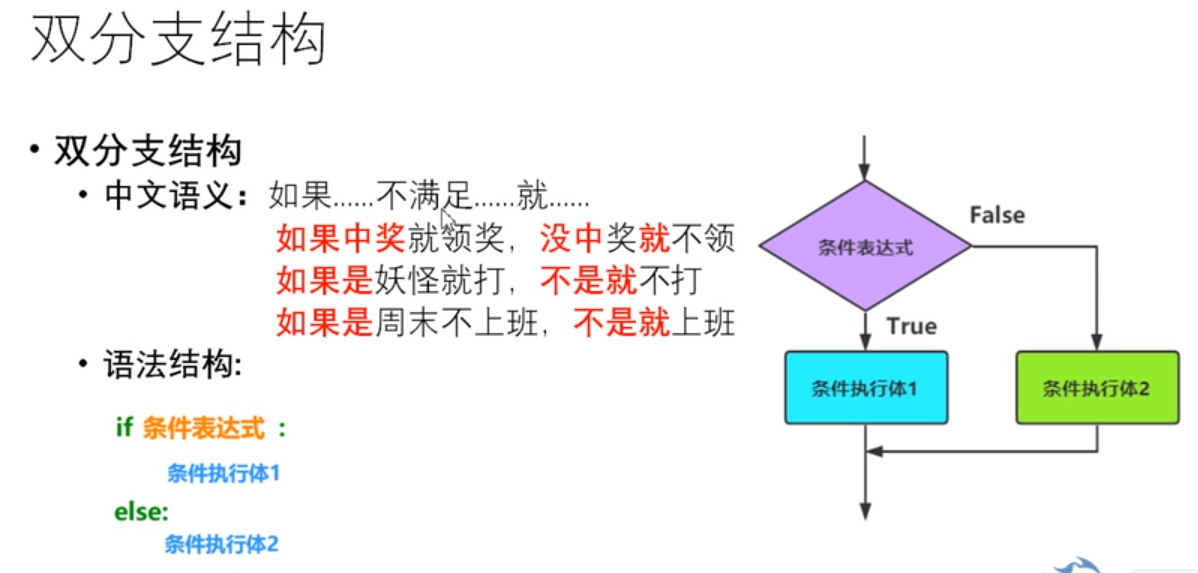 双分支结构
• 双分支结构
• 中文语义：如果......不满足......就......
如果中奖就领奖，没中奖就不领
如果是妖怪就打，不是就不打
如果是周末不上班，不是就上班
• 语法结构:
if 条件表达式 :
条件执行体1
else:
条件执行体2
条件表达式
False
True
条件执行体1
条件执行体2